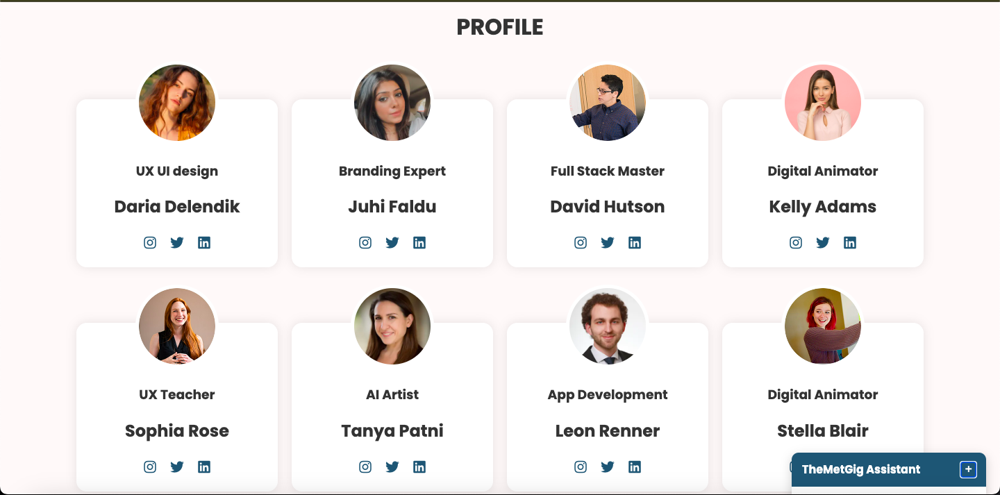 PROFILE
UX UI design
Branding Expert
Full Stack Master
Digital Animator
Daria Delendik
Juhi Faldu
David Hutson
Kelly Adams
UX Teacher
AI Artist
App Development
Digital Animator
Sophia Rose
Tanya Patni
Leon Renner
Stella Blair
TheMetGig Assistant
+